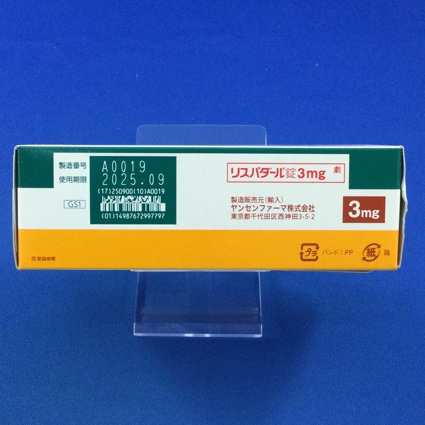 製造番号 A0019
使用期限 2025.09
(17)250900(10)A0019
GS1
(01)14987672997797
リスパダール錠3mg 劇
製造販売元(輸入)
ヤンセンファーマ株式会社
東京都千代田区西神田3-5-2
3mg
®登録商標
プラ バンド:PP 紙 箱